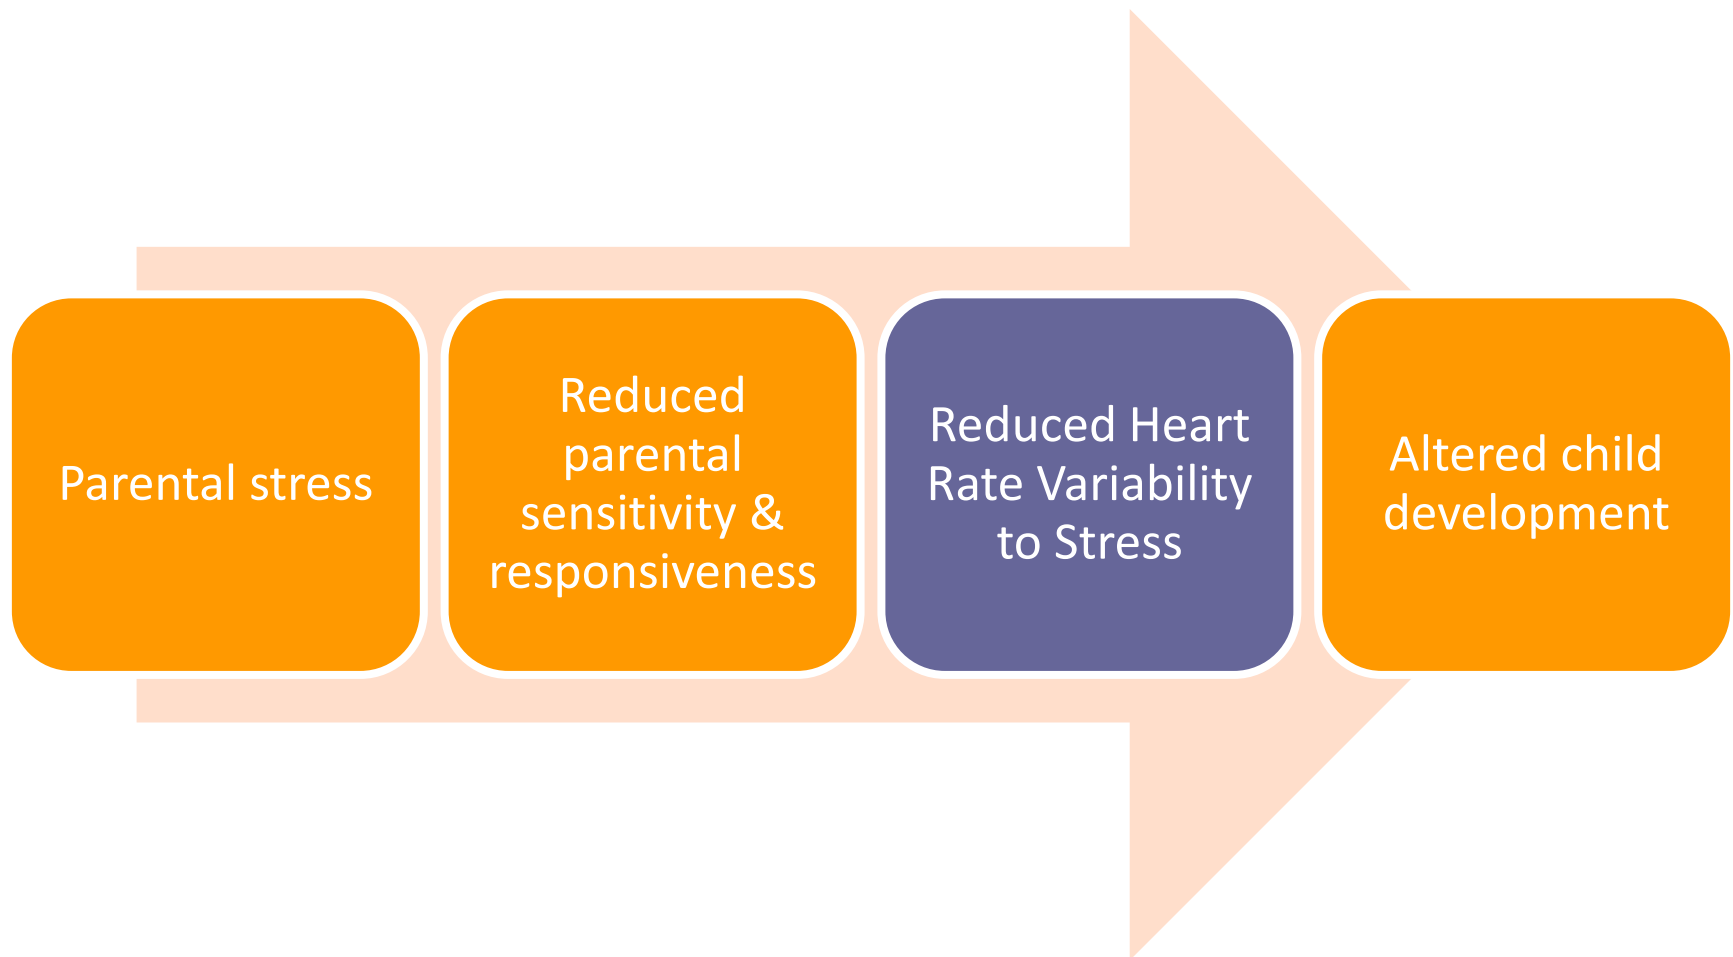 Parental stress
Reduced
parental
sensitivity &
responsiveness
Reduced Heart
Rate Variability
to Stress
Altered child
development